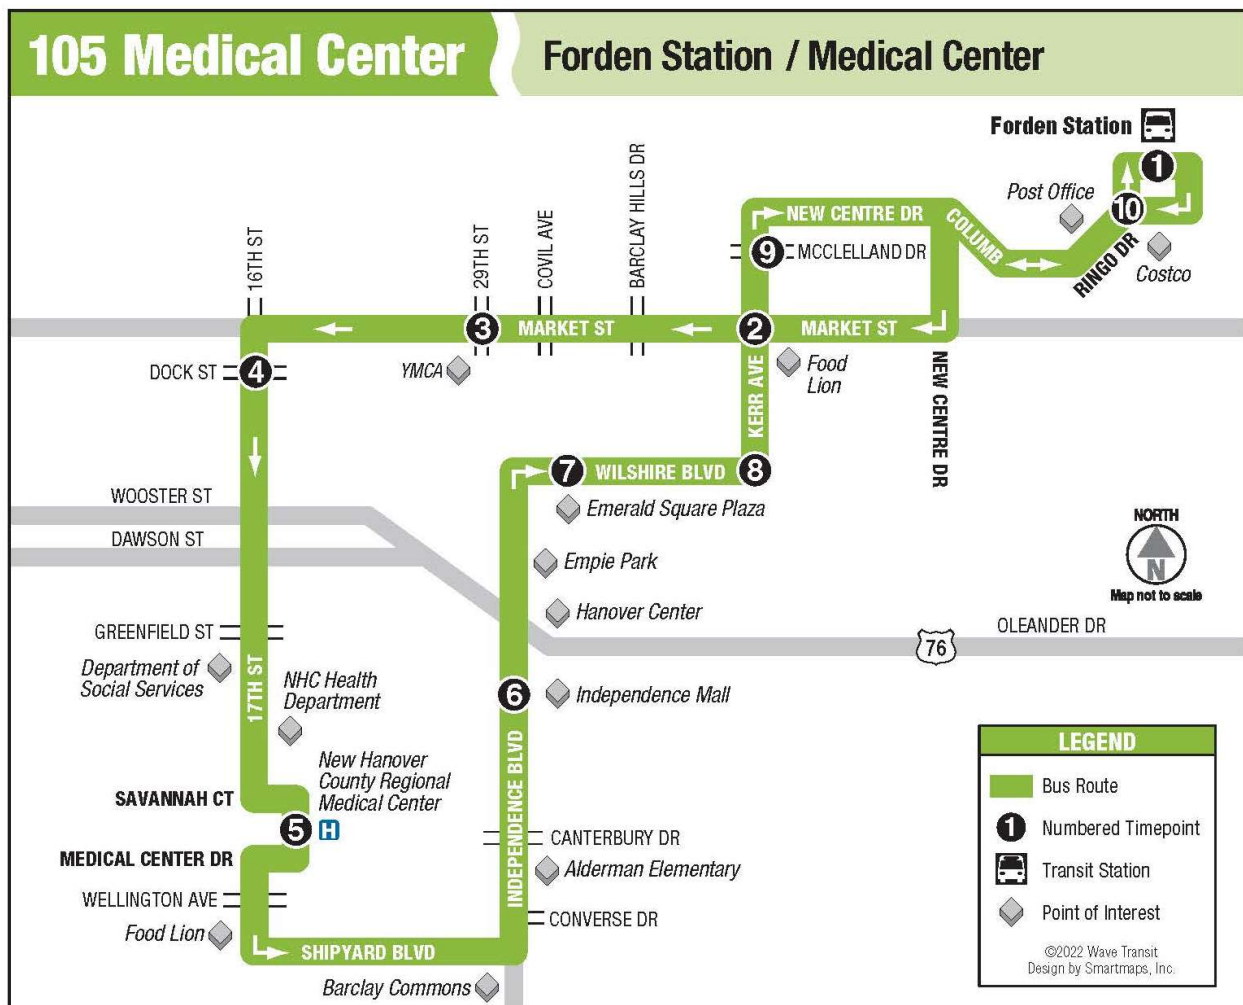 105 Medical Center
Forden Station / Medical Center
Forden Station
1
Post Office
10
NEW CENTRE DR
COLUMB
RINGO DR
Costco
9
MCCLELLAND DR
16TH ST
29TH ST
COVIL AVE
BARCLAY HILLS DR
3
MARKET ST
2
MARKET ST
DOCK ST
4
YMCA
KERR AVE
Food
Lion
NEW CENTRE DR
7
WILSHIRE BLVD
8
WOOSTER ST
Emerald Square Plaza
DAWSON ST
Empie Park
NORTH
N
Map not to scale
Hanover Center
GREENFIELD ST
OLEANDER DR
76
Department of
Social Services
17TH ST
NHC Health
Department
6
Independence Mall
INDEPENDENCE BLVD
New Hanover
County Regional
Medical Center
SAVANNAH CT
5
H
MEDICAL CENTER DR
CANTERBURY DR
Alderman Elementary
WELLINGTON AVE
CONVERSE DR
Food Lion
SHIPYARD BLVD
Barclay Commons
LEGEND
Bus Route
1
Numbered Timepoint
Transit Station
Point of Interest
©2022 Wave Transit
Design by Smartmaps, Inc.